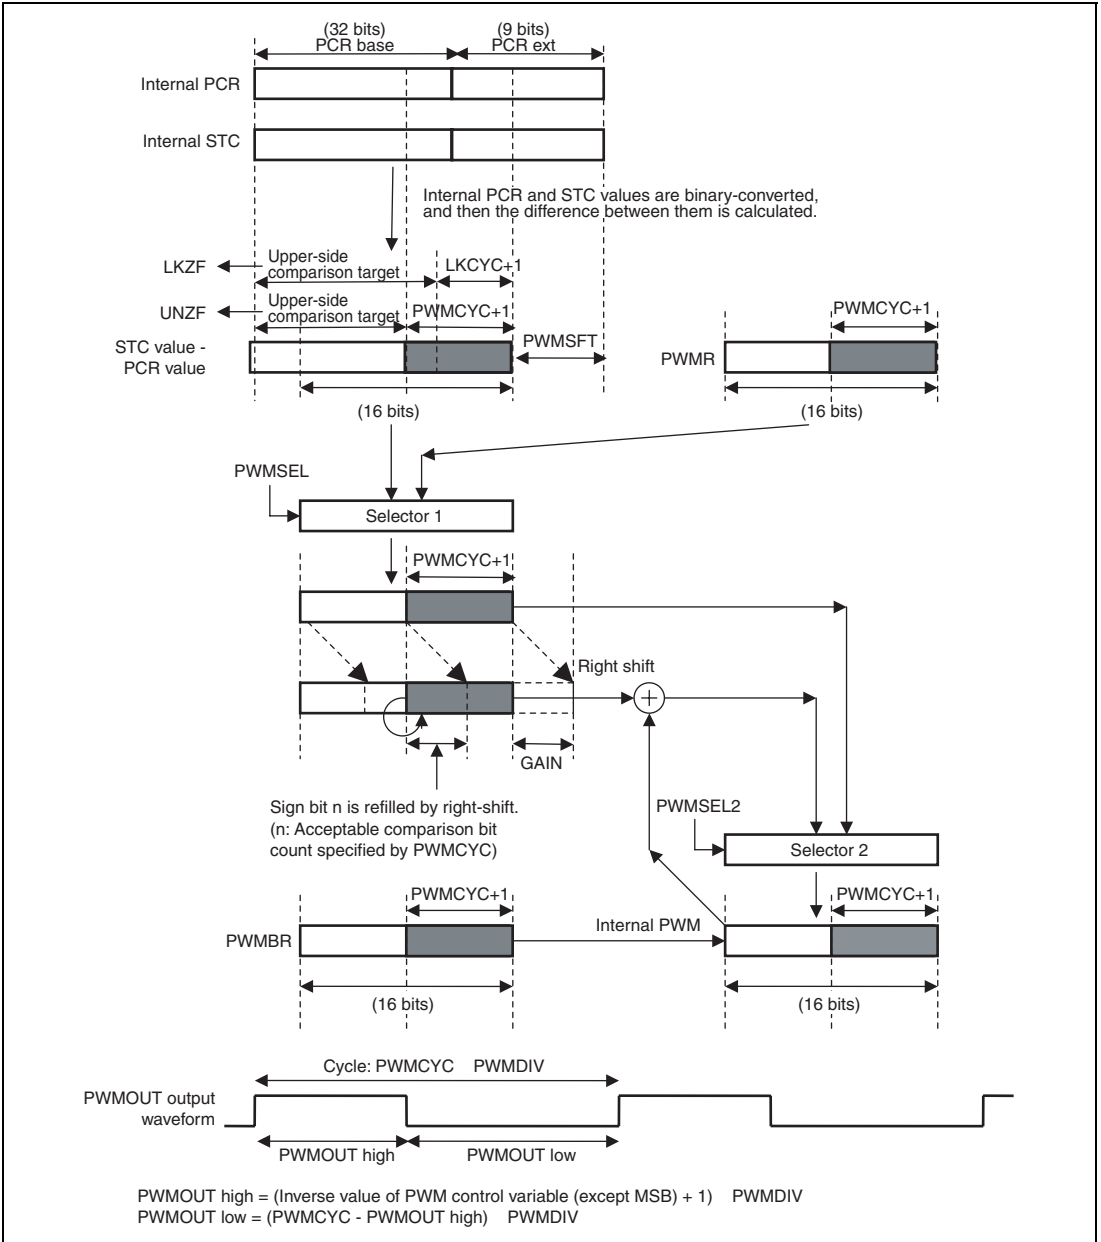 (32 bits)
PCR base
(9 bits)
PCR ext
Internal PCR
Internal STC
Internal PCR and STC values are binary-converted,
and then the difference between them is calculated.
LKZF
Upper-side
comparison target
LKCYC+1
UNZF
Upper-side
comparison target
PWMCYC+1
STC value -
PCR value
PWMSFT
PWMR
PWMCYC+1
(16 bits)
(16 bits)
PWMSEL
Selector 1
PWMCYC+1
Right shift
+
GAIN
Sign bit n is refilled by right-shift.
(n: Acceptable comparison bit
count specified by PWMCYC)
PWMSEL2
Selector 2
PWMCYC+1
PWMCYC+1
PWMBR
Internal PWM
(16 bits)
(16 bits)
Cycle: PWMCYC PWMDIV
PWMOUT output
waveform
PWMOUT high
PWMOUT low
PWMOUT high = (Inverse value of PWM control variable (except MSB) + 1) PWMDIV
PWMOUT low = (PWMCYC - PWMOUT high) PWMDIV